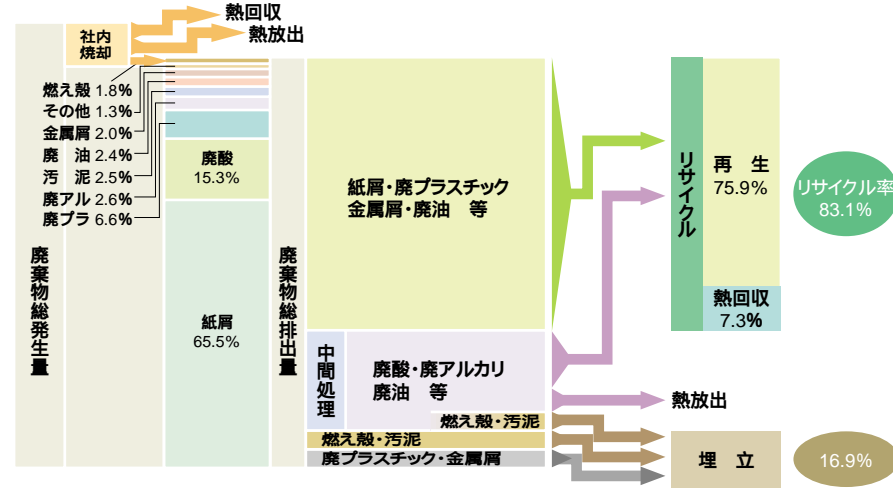 熱回収
熱放出
社内
焼却
燃え殻 1.8%
その他 1.3%
金属屑 2.0%
廃 油 2.4%
汚 泥 2.5%
廃アル 2.6%
廃プラ 6.6%
廃酸
15.3%
紙屑
65.5%
廃棄物総発生量
廃棄物総排出量
紙屑・廃プラスチック
金属屑・廃油 等
中間処理
廃酸・廃アルカリ
廃油 等
燃え殻・汚泥
燃え殻・汚泥
廃プラスチック・金属屑
リサイクル
再 生
75.9%
熱回収
7.3%
リサイクル率
83.1%
熱放出
埋 立
16.9%